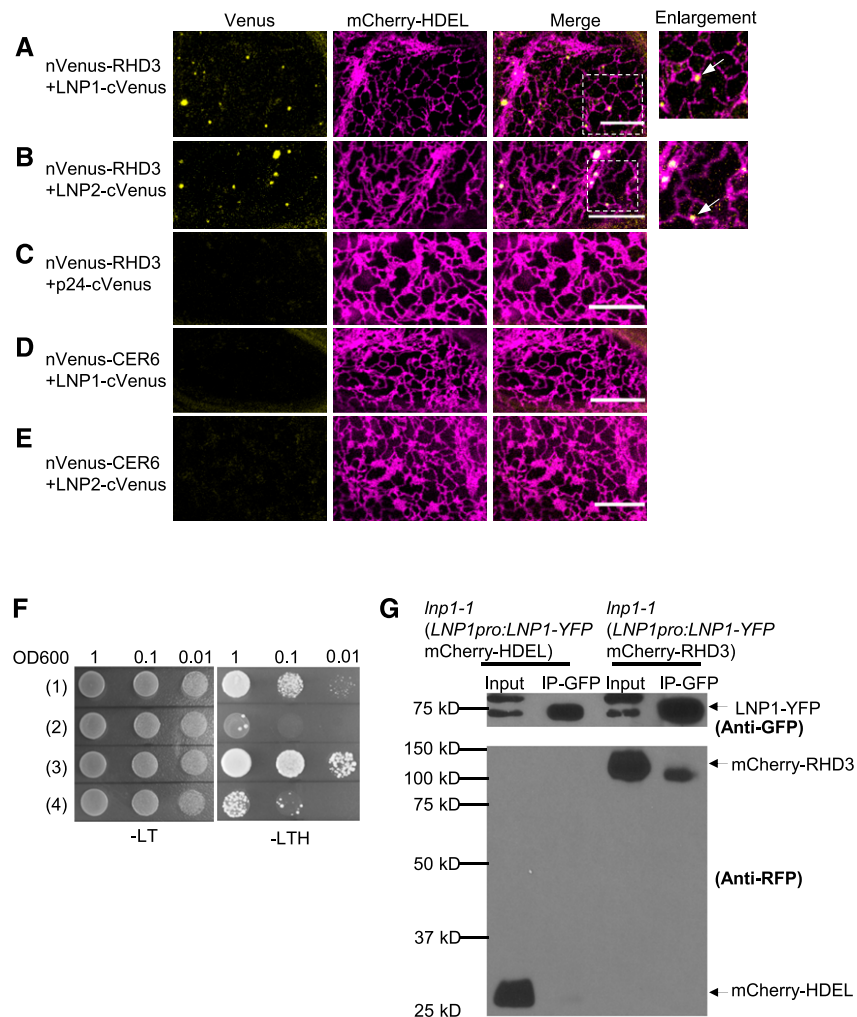 Venus mCherry-HDEL Merge Enlargement
A
nVenus-RHD3
+LNP1-cVenus
B
nVenus-RHD3
+LNP2-cVenus
C
nVenus-RHD3
+p24-cVenus
D
nVenus-CER6
+LNP1-cVenus
E
nVenus-CER6
+LNP2-cVenus
F
OD600 1 0.1 0.01 1 0.1 0.01
(1)
(2)
(3)
(4)
-LT -LTH
G
lnp1-1 lnp1-1
(LNP1pro:LNP1-YFP (LNP1pro:LNP1-YFP
mCherry-HDEL) mCherry-RHD3)
Input IP-GFP Input IP-GFP
75 kD LNP1-YFP
(Anti-GFP)
150 kD
mCherry-RHD3
100 kD
75 kD
50 kD
(Anti-RFP)
37 kD
mCherry-HDEL
25 kD